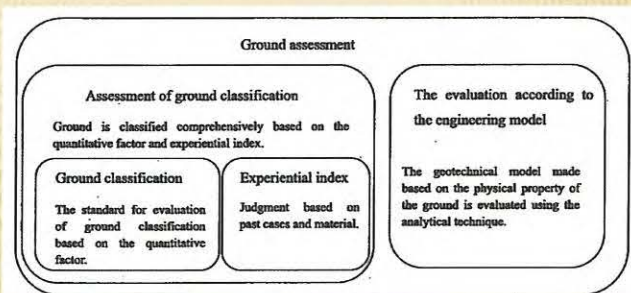 Ground assessment
Assessment of ground classification
Ground is classified comprehensively based on the
quantitative factor and experiential index.
Ground classification
The standard for evaluation
of ground classification
based on the quantitative
factor.
Experiential index
Judgment based on
past cases and material.
The evaluation according to
the engineering model
The geotechnical model made
based on the physical property of
the ground is evaluated using the
analytical technique.